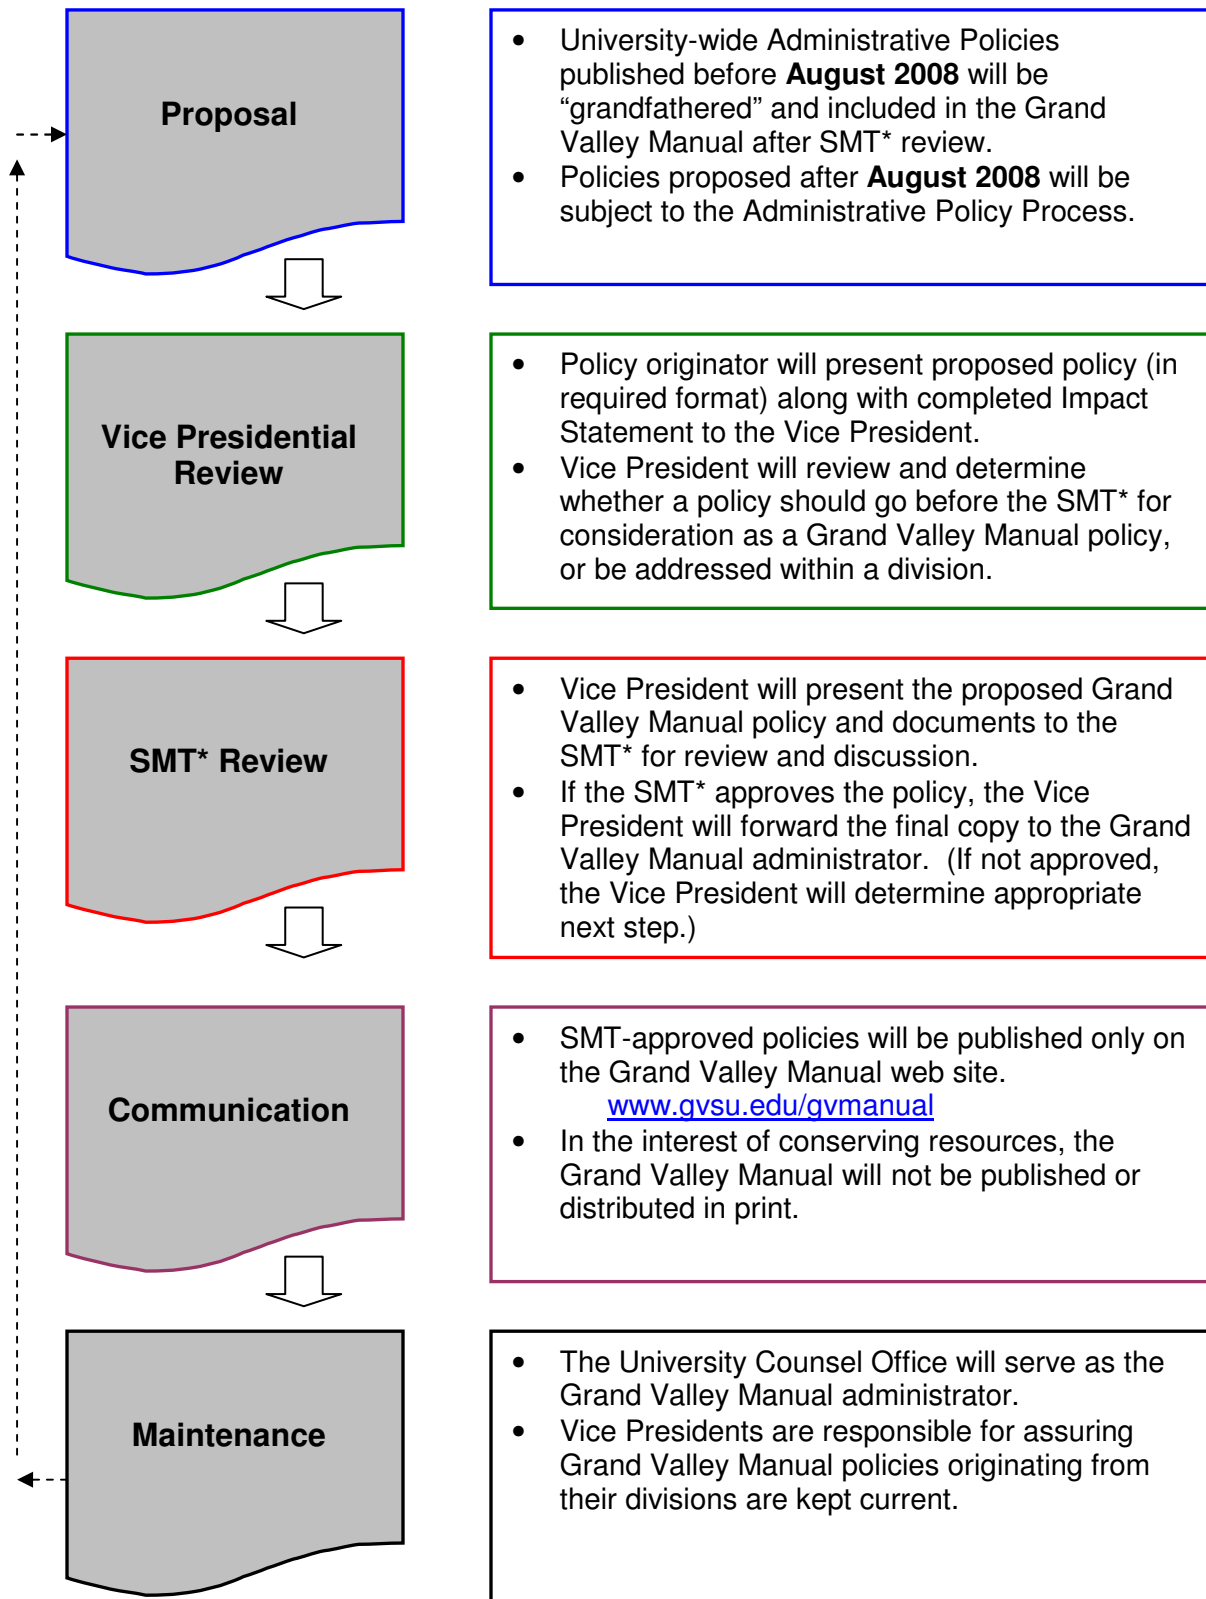 Proposal
• University-wide Administrative Policies
published before August 2008 will be
“grandfathered” and included in the Grand
Valley Manual after SMT* review.
• Policies proposed after August 2008 will be
subject to the Administrative Policy Process.
Vice Presidential
Review
• Policy originator will present proposed policy (in
required format) along with completed Impact
Statement to the Vice President.
• Vice President will review and determine
whether a policy should go before the SMT* for
consideration as a Grand Valley Manual policy,
or be addressed within a division.
SMT* Review
• Vice President will present the proposed Grand
Valley Manual policy and documents to the
SMT* for review and discussion.
• If the SMT* approves the policy, the Vice
President will forward the final copy to the Grand
Valley Manual administrator. (If not approved,
the Vice President will determine appropriate
next step.)
Communication
• SMT-approved policies will be published only on
the Grand Valley Manual web site.
www.gvsu.edu/gvmanual
• In the interest of conserving resources, the
Grand Valley Manual will not be published or
distributed in print.
Maintenance
• The University Counsel Office will serve as the
Grand Valley Manual administrator.
• Vice Presidents are responsible for assuring
Grand Valley Manual policies originating from
their divisions are kept current.